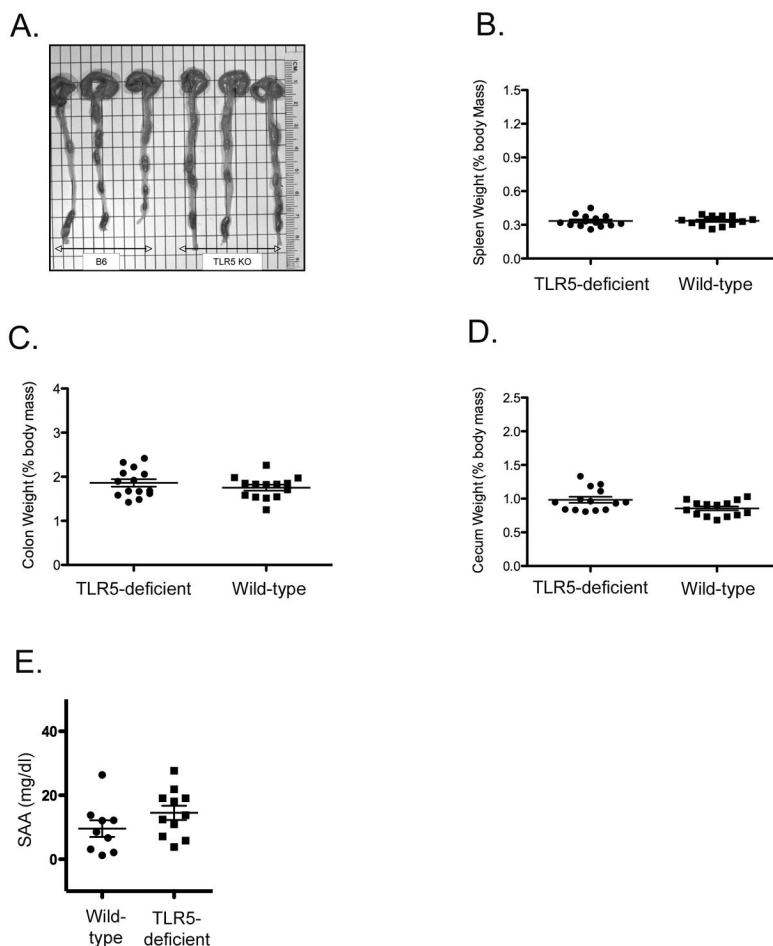 A.
B6
TLR5 KO
CM
B.
Spleen Weight (% body Mass)
1.5
1.2
0.9
0.6
0.3
0.0
TLR5-deficient Wild-type
C.
Colon Weight (% body mass)
4
3
2
1
0
TLR5-deficient Wild-type
D.
Cecum Weight (% body mass)
2.5
2.0
1.5
1.0
0.5
0.0
TLR5-deficient Wild-type
E.
SAA (mg/dl)
40
20
0
Wild- TLR5-
type deficient